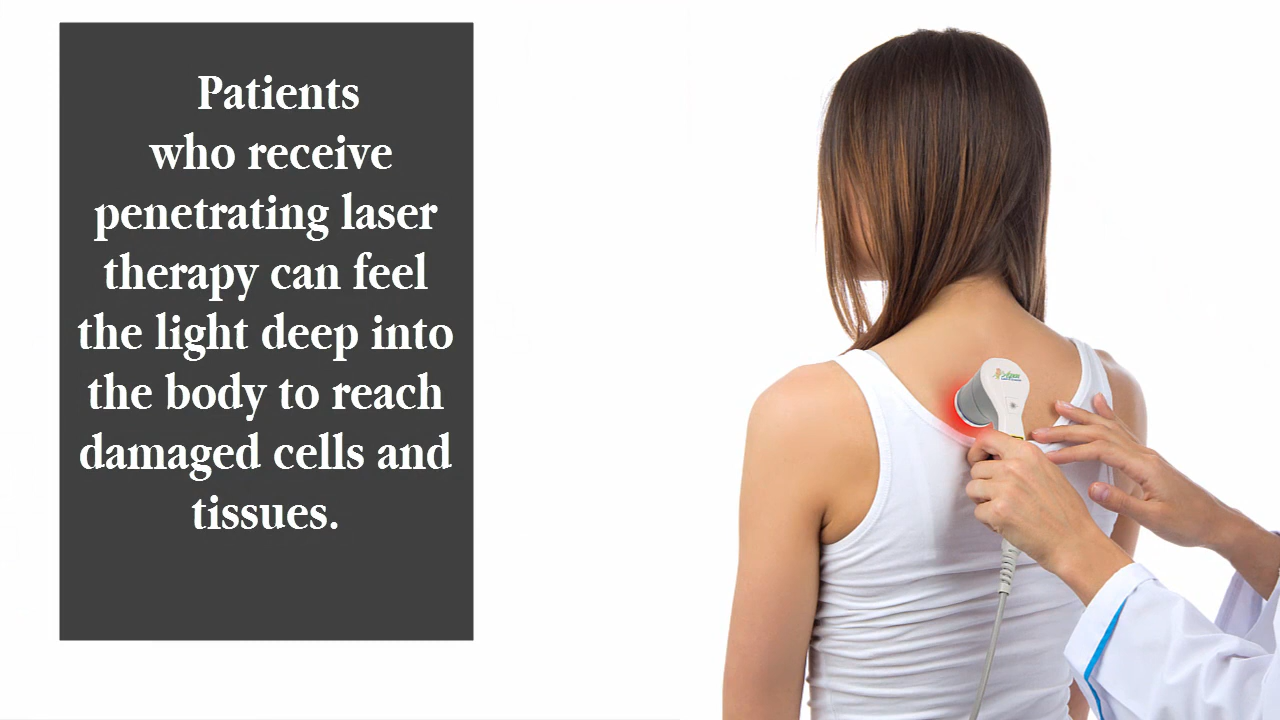 Patients
who receive
penetrating laser
therapy can feel
the light deep into
the body to reach
damaged cells and
tissues.